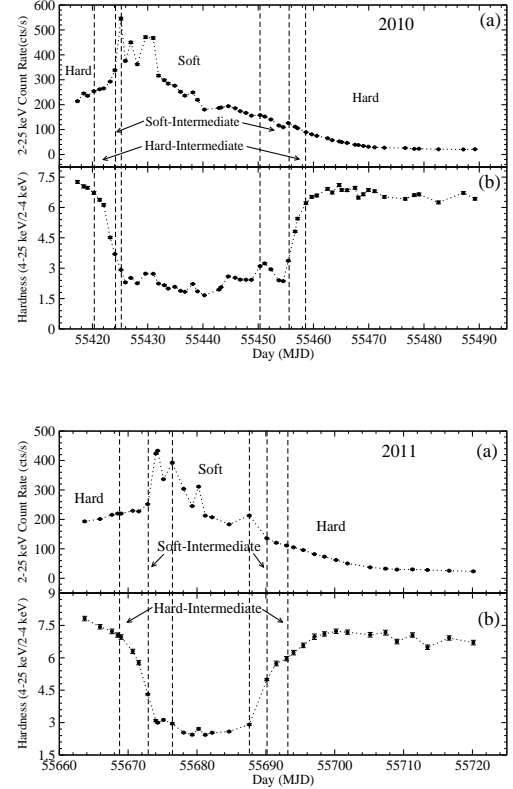 2010
(a)
2-25 keV Count Rate(cts/s)
600
500
400
300
200
100
0
Hard
Soft
Hard
Soft-Intermediate
Hard-Intermediate
(b)
Hardness (4-25 keV/2-4 keV)
7.5
6
4.5
3
1.5
0
55420 55430 55440 55450 55460 55470 55480 55490
Day (MJD)
2011
(a)
2-25 keV Count Rate (cts/s)
500
400
300
200
100
0
Hard
Soft
Hard
Soft-Intermediate
Hard-Intermediate
(b)
Hardness (4-25 keV/2-4 keV)
9
7.5
6
4.5
3
1.5
55660 55670 55680 55690 55700 55710 55720
Day (MJD)